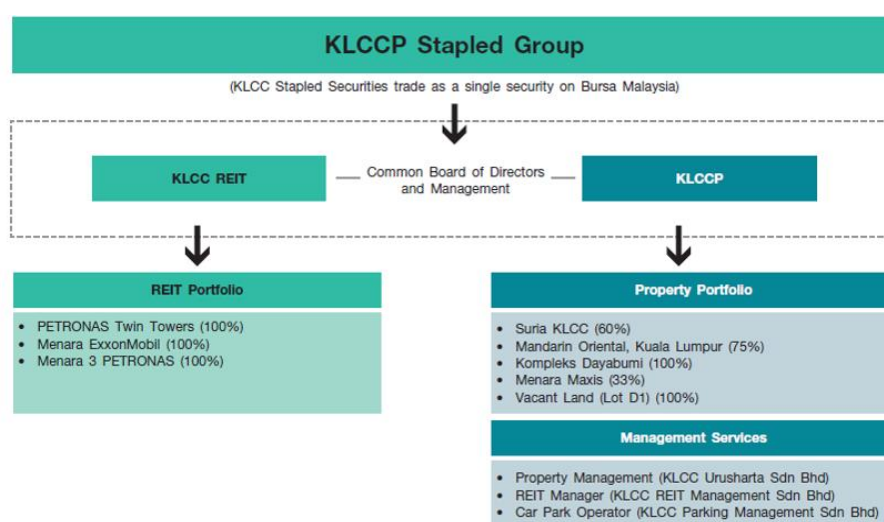 KLCCP Stapled Group
(KLCC Stapled Securities trade as a single security on Bursa Malaysia)
KLCC REIT
Common Board of Directors
and Management
KLCCP
REIT Portfolio
• PETRONAS Twin Towers (100%)
• Menara ExxonMobil (100%)
• Menara 3 PETRONAS (100%)
Property Portfolio
• Suria KLCC (60%)
• Mandarin Oriental, Kuala Lumpur (75%)
• Kompleks Dayabumi (100%)
• Menara Maxis (33%)
• Vacant Land (Lot D1) (100%)
Management Services
• Property Management (KLCC Urusharta Sdn Bhd)
• REIT Manager (KLCC REIT Management Sdn Bhd)
• Car Park Operator (KLCC Parking Management Sdn Bhd)